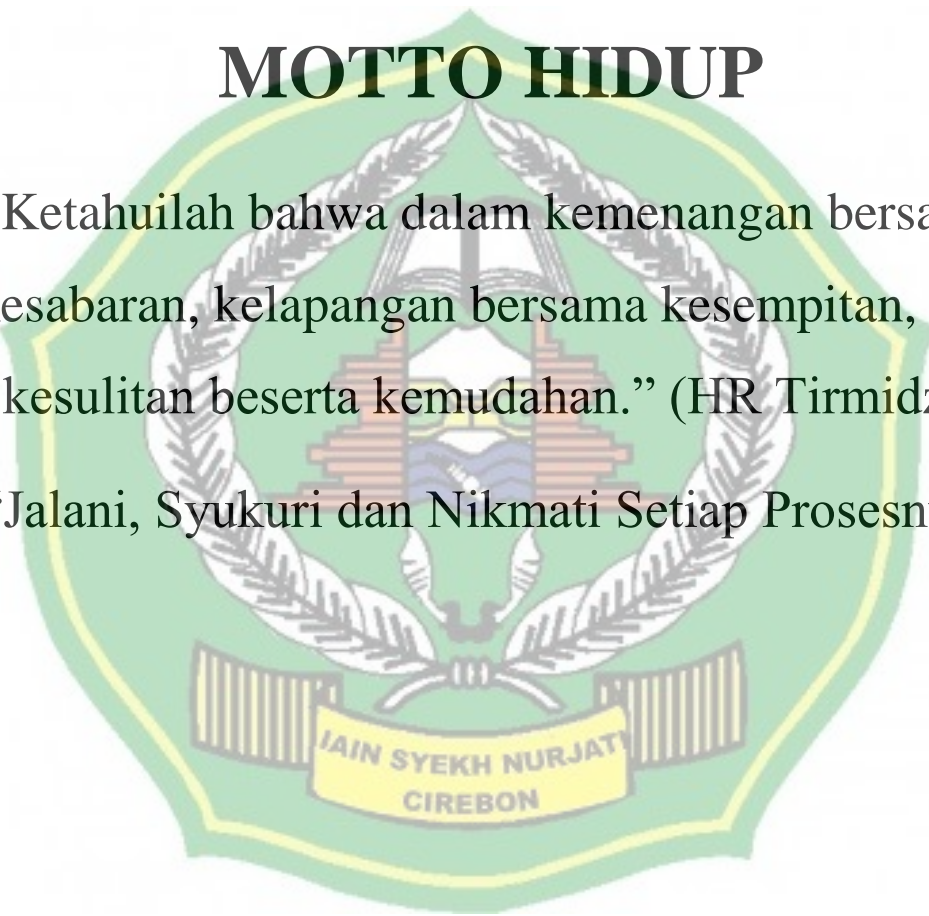 MOTTO HIDUP
Ketahuilah bahwa dalam kemenangan bersa
esabaran, kelapangan bersama kesempitan,
kesulitan beserta kemudahan.” (HR Tirmidz
“Jalani, Syukuri dan Nikmati Setiap Prosesn
IAIN SYEKH NURJATI
CIREBON